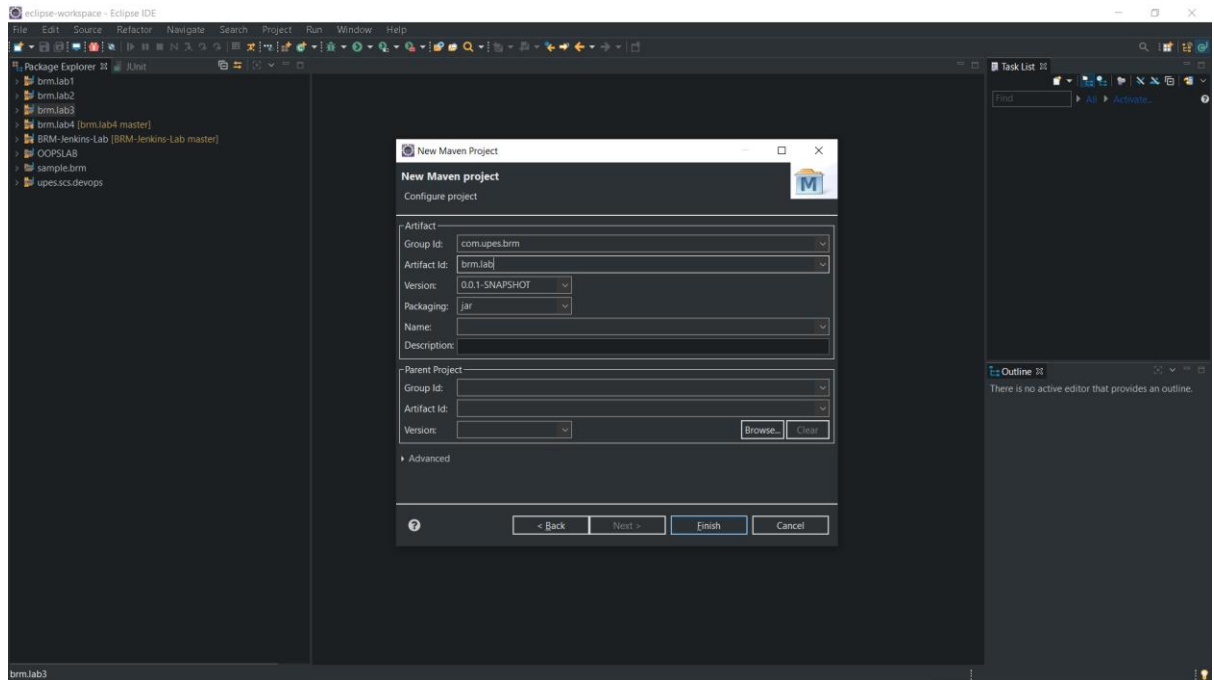 eclipse-workspace - Eclipse IDE
File Edit Source Refactor Navigate Search Project Run Window Help
Package Explorer JUnit
brm.lab1
brm.lab2
brm.lab3
brm.lab4 [brm.lab4 master]
BRM-Jenkins-Lab [BRM-Jenkins-Lab master]
OOPSLAB
sample.brm
upes.scs.devops
New Maven Project
New Maven project
Configure project
M
Artifact
Group Id: com.upes.brm
Artifact Id: brm.lab
Version: 0.0.1-SNAPSHOT
Packaging: jar
Name:
Description:
Parent Project
Group Id:
Artifact Id:
Version: Browse... Clear
Advanced
< Back Next > Finish Cancel
Task List
Find All Activate...
Outline
There is no active editor that provides an outline.
brm.lab3